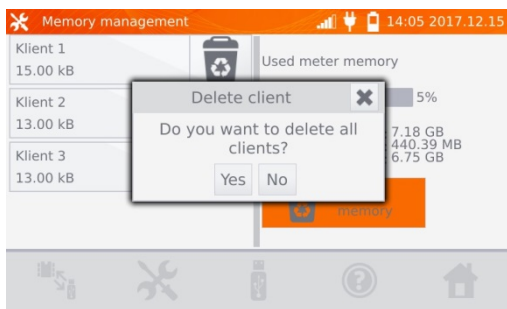 Memory management
14:05 2017.12.15
Klient 1
15.00 kB
Klient 2
13.00 kB
Klient 3
13.00 kB
Used meter memory
5%
7.18 GB
440.39 MB
6.75 GB
memory
Delete client
Do you want to delete all
clients?
Yes No